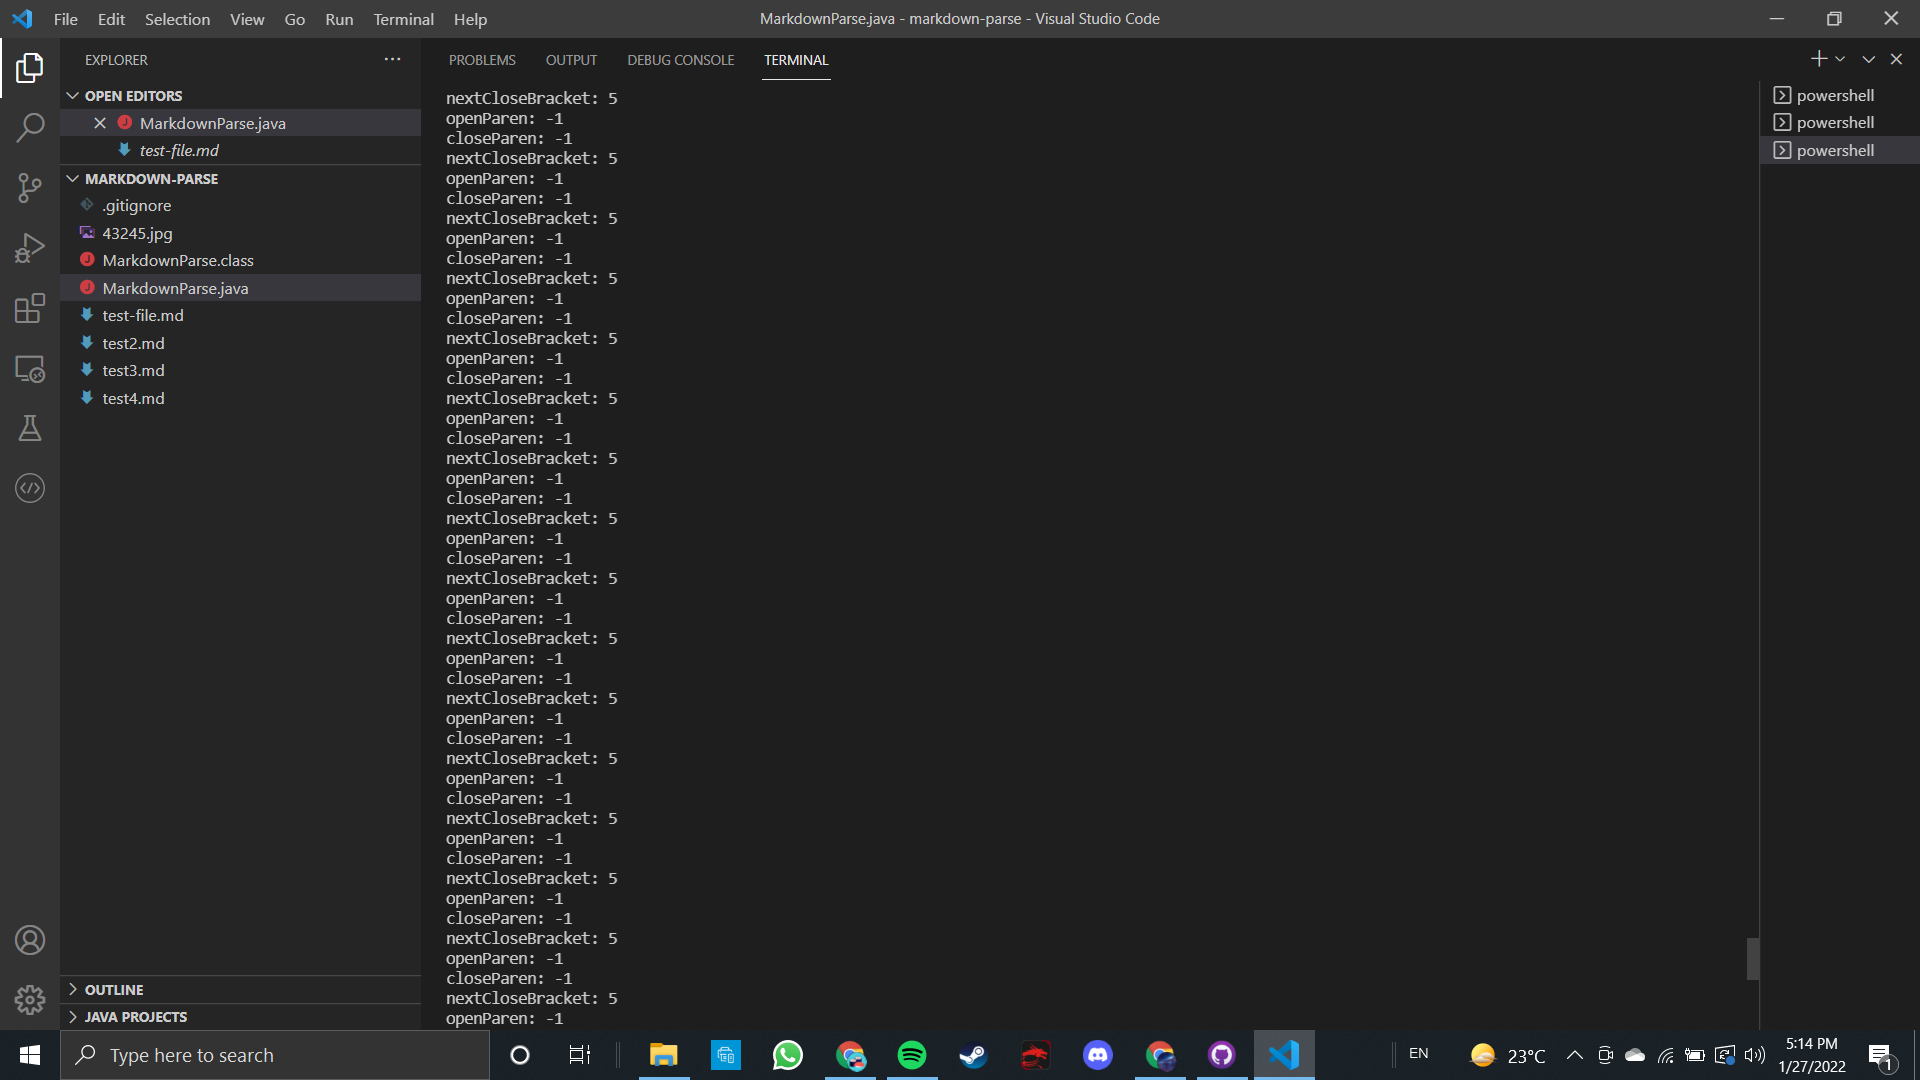 File Edit Selection View Go Run Terminal Help
MarkdownParse.java - markdown-parse - Visual Studio Code
EXPLORER
OPEN EDITORS
MarkdownParse.java
test-file.md
MARKDOWN-PARSE
.gitignore
43245.jpg
MarkdownParse.class
MarkdownParse.java
test-file.md
test2.md
test3.md
test4.md
OUTLINE
JAVA PROJECTS
PROBLEMS OUTPUT DEBUG CONSOLE TERMINAL
nextCloseBracket: 5
openParen: -1
closeParen: -1
nextCloseBracket: 5
openParen: -1
closeParen: -1
nextCloseBracket: 5
openParen: -1
closeParen: -1
nextCloseBracket: 5
openParen: -1
closeParen: -1
nextCloseBracket: 5
openParen: -1
closeParen: -1
nextCloseBracket: 5
openParen: -1
closeParen: -1
nextCloseBracket: 5
openParen: -1
closeParen: -1
nextCloseBracket: 5
openParen: -1
closeParen: -1
nextCloseBracket: 5
openParen: -1
closeParen: -1
nextCloseBracket: 5
openParen: -1
closeParen: -1
nextCloseBracket: 5
openParen: -1
closeParen: -1
nextCloseBracket: 5
openParen: -1
closeParen: -1
nextCloseBracket: 5
openParen: -1
closeParen: -1
nextCloseBracket: 5
openParen: -1
closeParen: -1
nextCloseBracket: 5
openParen: -1
closeParen: -1
nextCloseBracket: 5
openParen: -1
powershell
powershell
powershell
Type here to search
EN
23°C
5:14 PM
1/27/2022
1